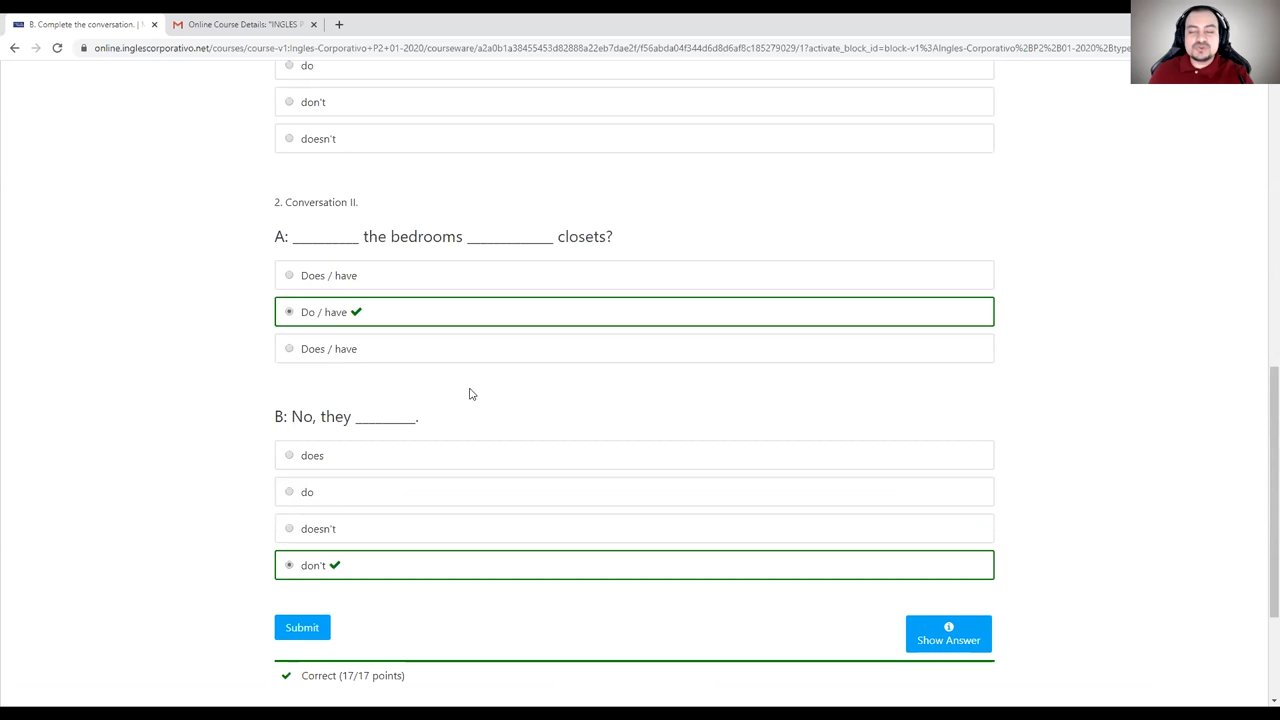 B. Complete the conversation. |
Online Course Details: "INGLES P
online.inglescorporativo.net/courses/course-v1:Ingles-Corporativo+P2+01-2020/courseware/a2a0b1a38455453d82888a22eb7dae2f/f56abda04f344d6d8d6af8c185279029/1?activate_block_id=block-v1%3AIngles-Corporativo%2BP2%2B01-2020%2Btype
do
don't
doesn't
2. Conversation II.
A: _________ the bedrooms ____________ closets?
Does / have
Do / have
Does / have
B: No, they ________.
does
do
doesn't
don't
Submit
Show Answer
Correct (17/17 points)